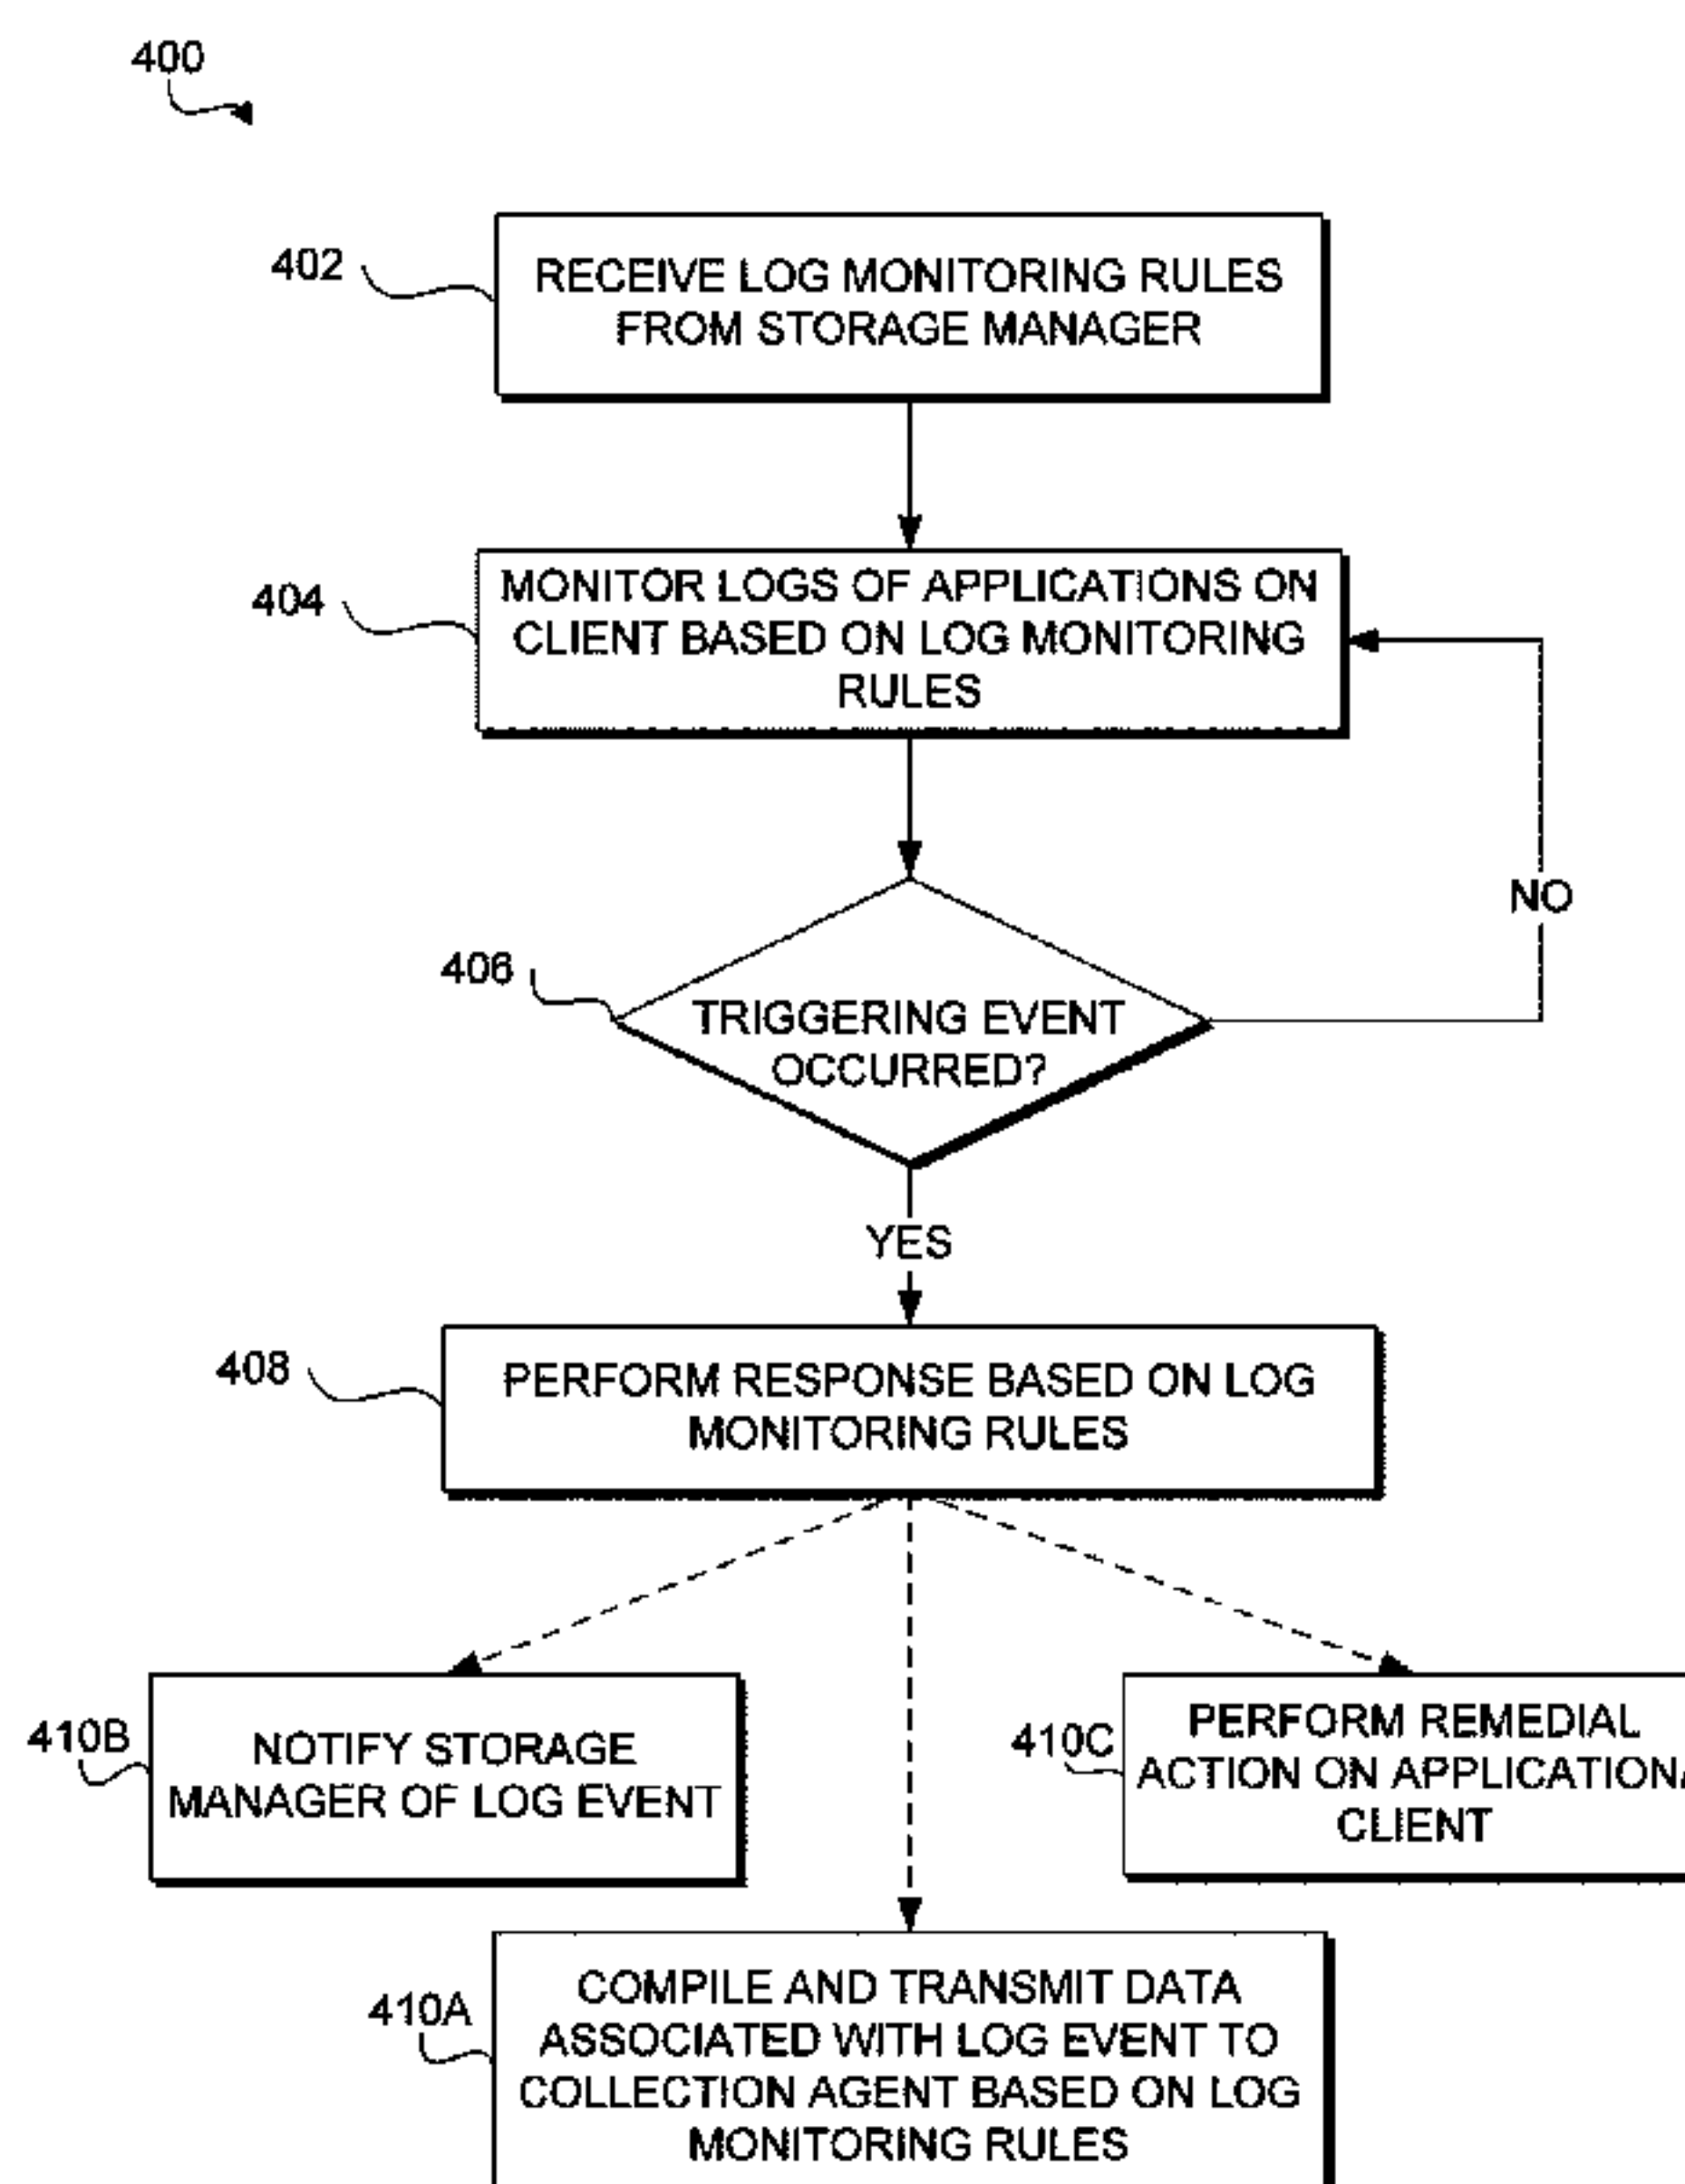 400
402
RECEIVE LOG MONITORING RULES
FROM STORAGE MANAGER
404
MONITOR LOGS OF APPLICATIONS ON
CLIENT BASED ON LOG MONITORING
RULES
NO
406
TRIGGERING EVENT
OCCURRED?
YES
408
PERFORM RESPONSE BASED ON LOG
MONITORING RULES
410B
NOTIFY STORAGE
MANAGER OF LOG EVENT
410C
PERFORM REMEDIAL
ACTION ON APPLICATION
CLIENT
410A
COMPILE AND TRANSMIT DATA
ASSOCIATED WITH LOG EVENT TO
COLLECTION AGENT BASED ON LOG
MONITORING RULES